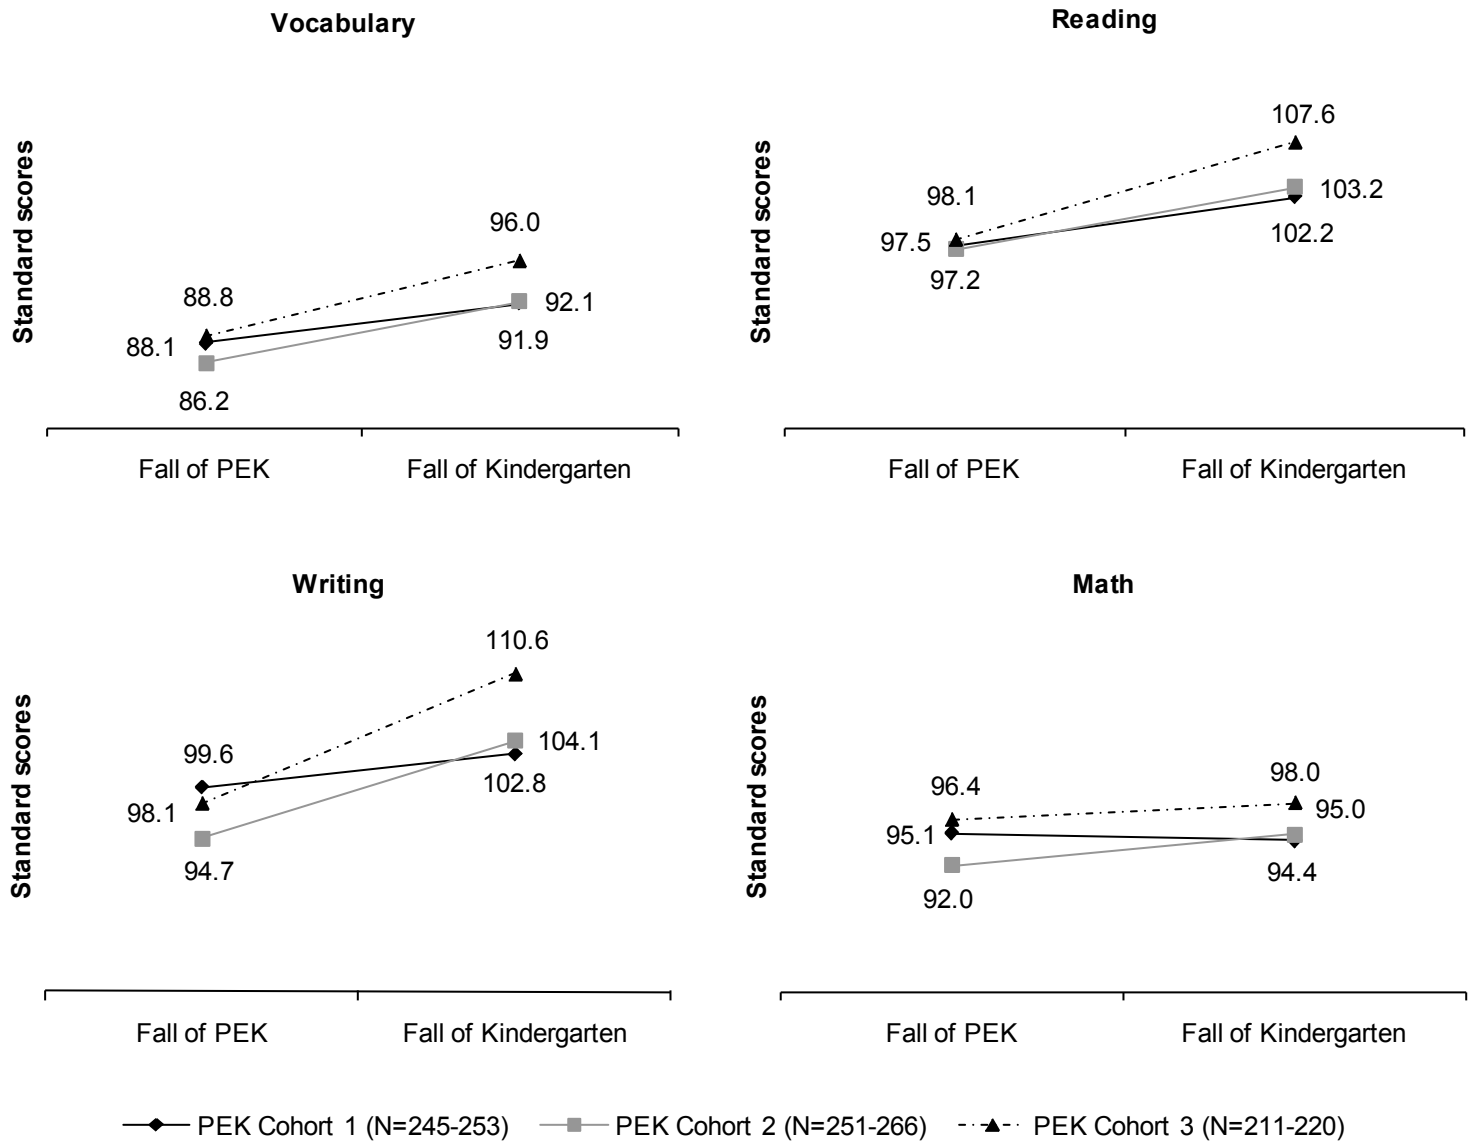 Vocabulary
Standard scores
88.8
88.1
86.2
96.0
92.1
91.9
Fall of PEK
Fall of Kindergarten
Reading
Standard scores
98.1
97.5
97.2
107.6
103.2
102.2
Fall of PEK
Fall of Kindergarten
Writing
Standard scores
99.6
98.1
94.7
110.6
104.1
102.8
Fall of PEK
Fall of Kindergarten
Math
Standard scores
96.4
95.1
92.0
98.0
95.0
94.4
Fall of PEK
Fall of Kindergarten
PEK Cohort 1 (N=245-253)
PEK Cohort 2 (N=251-266)
PEK Cohort 3 (N=211-220)